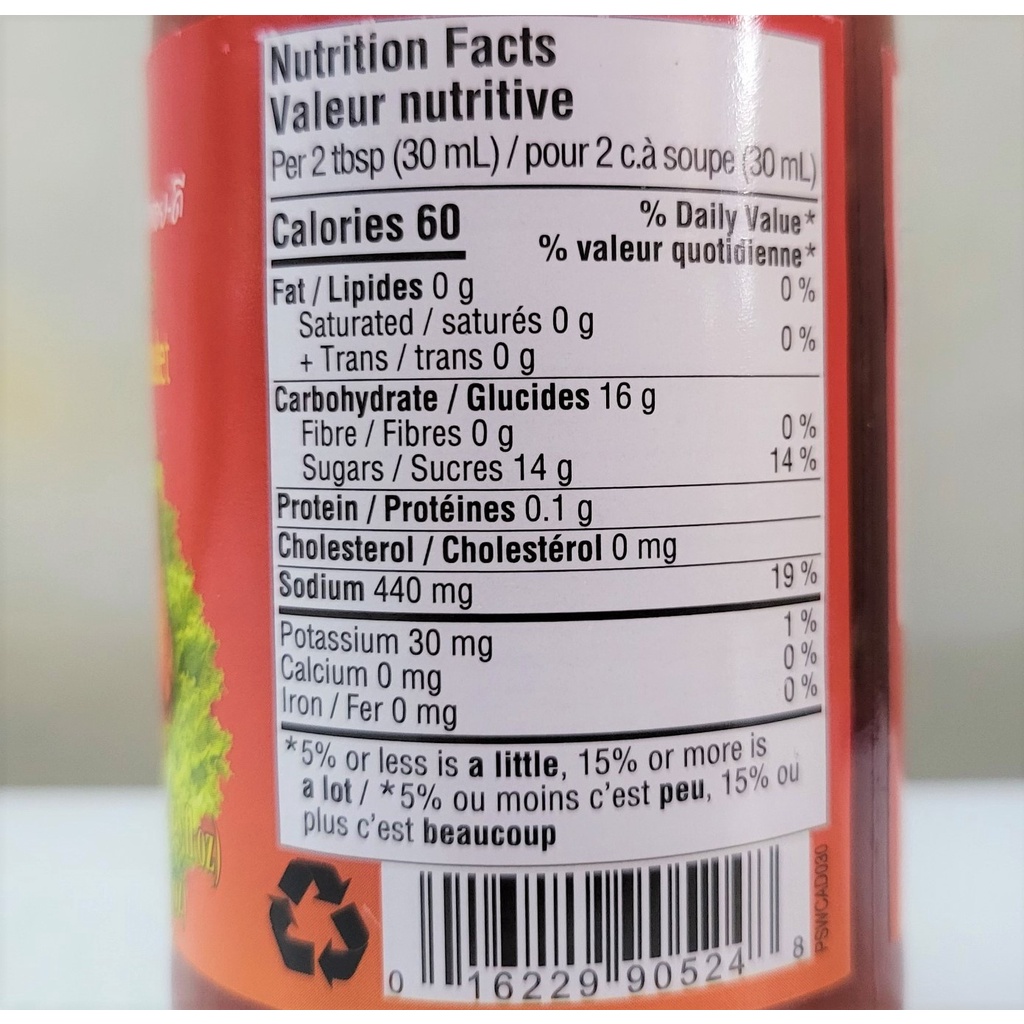 Nutrition Facts
Valeur nutritive
Per 2 tbsp (30 mL) / pour 2 c.à soupe (30 mL)
Calories 60
% Daily Value*
% valeur quotidienne*
Fat / Lipides 0 g 0 %
Saturated / saturés 0 g
+ Trans / trans 0 g 0 %
Carbohydrate / Glucides 16 g
Fibre / Fibres 0 g 0 %
Sugars / Sucres 14 g 14 %
Protein / Protéines 0.1 g
Cholesterol / Cholestérol 0 mg
Sodium 440 mg 19 %
Potassium 30 mg 1 %
Calcium 0 mg 0 %
Iron / Fer 0 mg 0 %
*5% or less is a little, 15% or more is
a lot / *5% ou moins c'est peu, 15% ou
plus c'est beaucoup
0 16229 90524 8
PSWCAD030